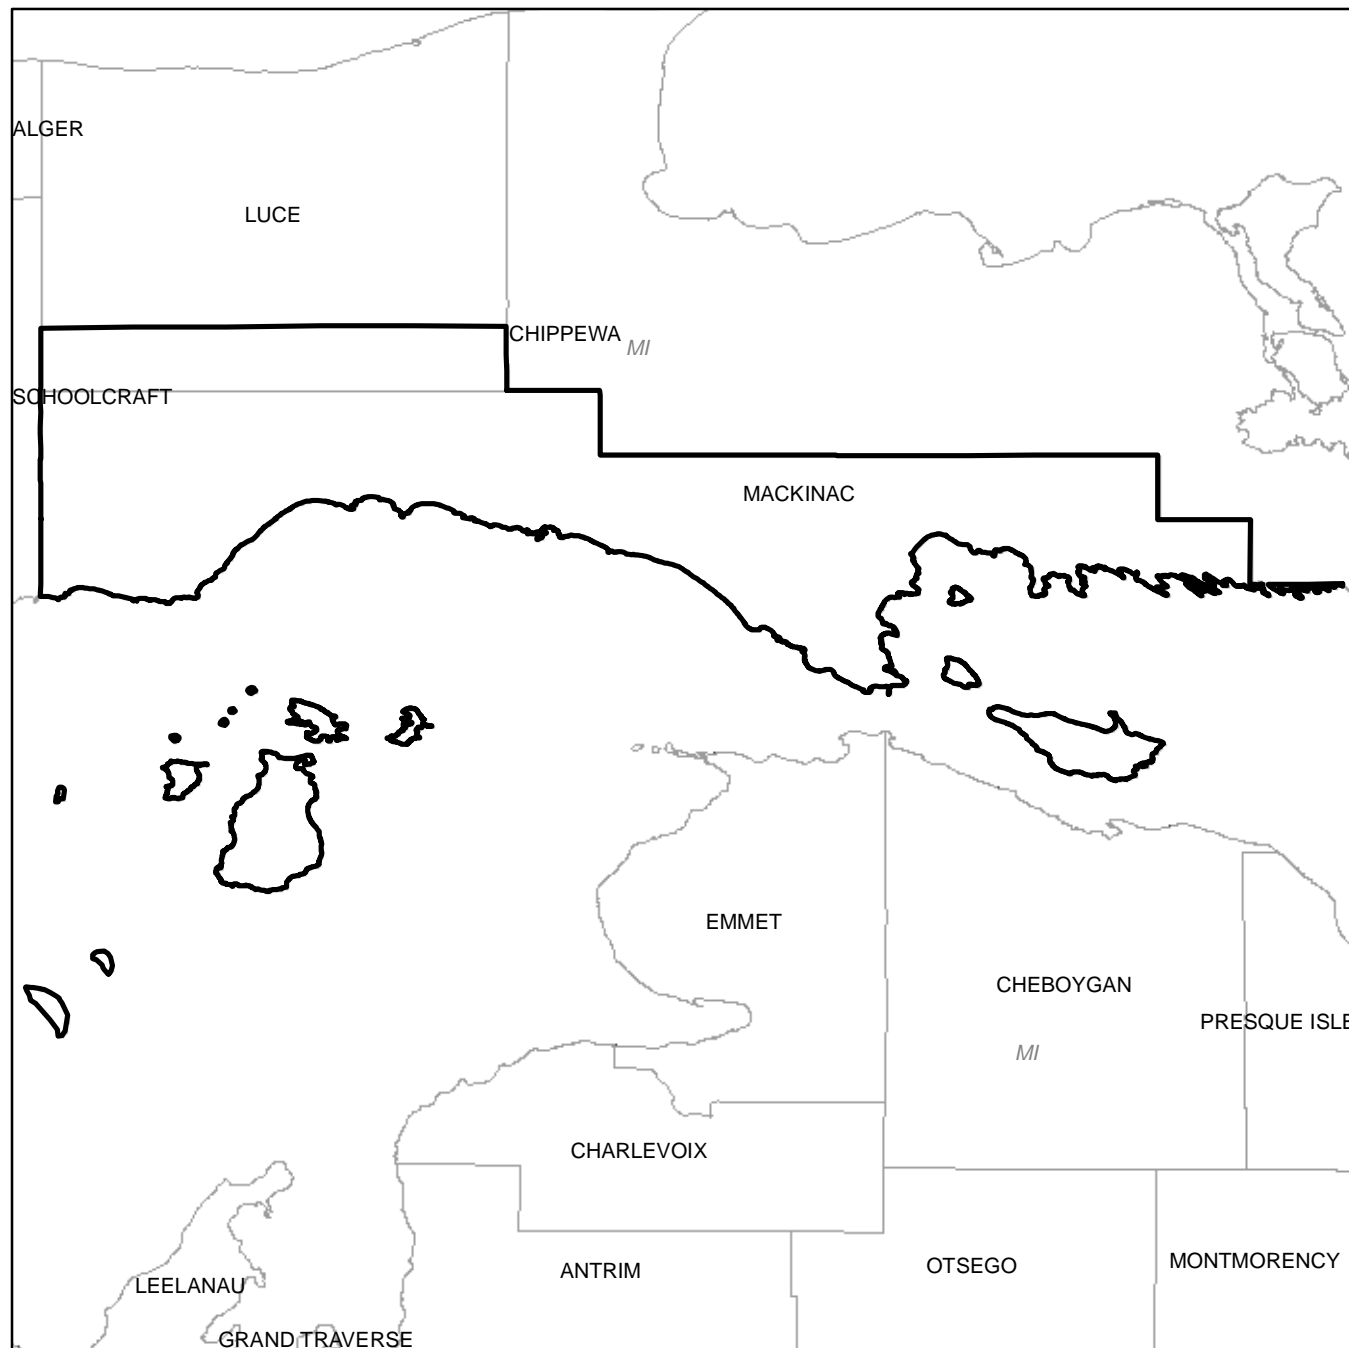 ALGER
LUCE
CHIPPEWA
MI
SCHOOLCRAFT
MACKINAC
EMMET
CHEBOYGAN
PRESQUE ISLE
MI
CHARLEVOIX
MONTMORENCY
OTSEGO
ANTRIM
LEELANAU
GRAND TRAVERSE